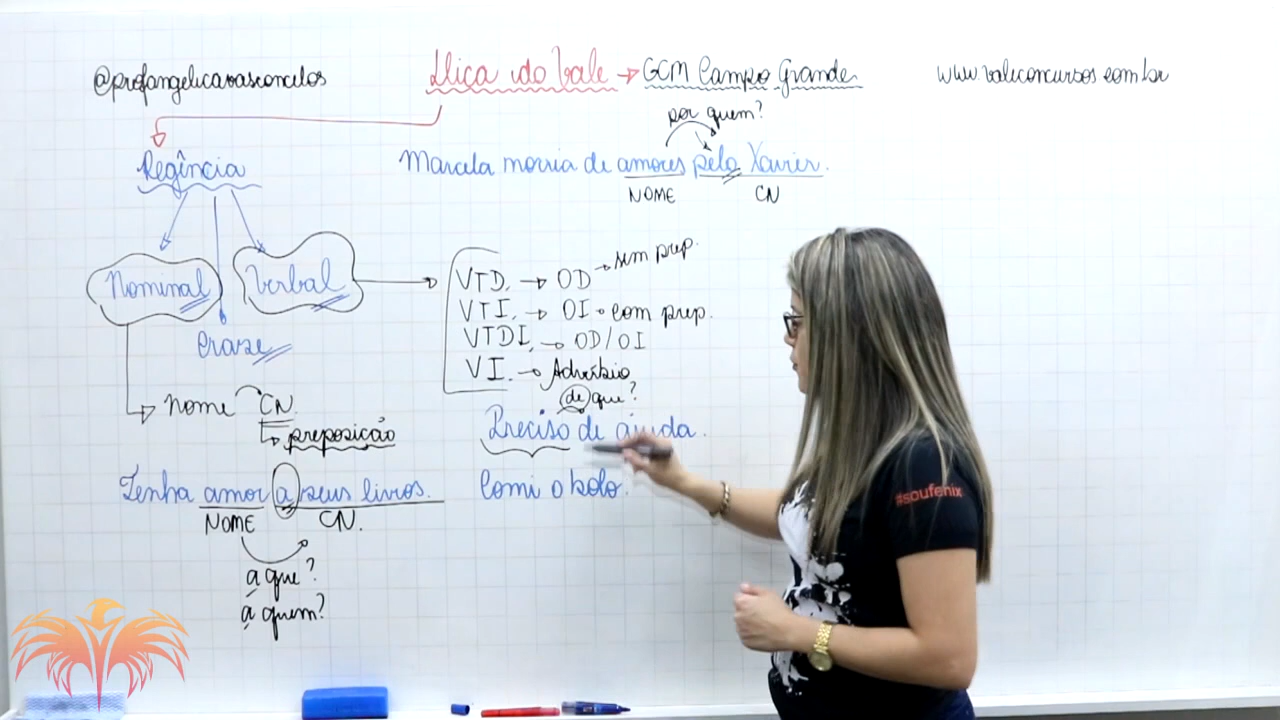 @profangelicavasconcelos
Dica do Vale → GCM Campo Grande
www.valeconcursos.com.br
por quem?
Regência
Marcela morria de amores pelo Xavier.
NOME
CN
Nominal
Verbal
Crase
VTD. → OD → sem prep.
VTI. → OI → com prep.
VTDI. → OD/OI
VI. → Advérbio
de que?
nome CN
preposição
Preciso de ajuda.
Tenha amor a seus livros.
NOME
CN.
Comi o bolo.
a que?
a quem?
#soufenix